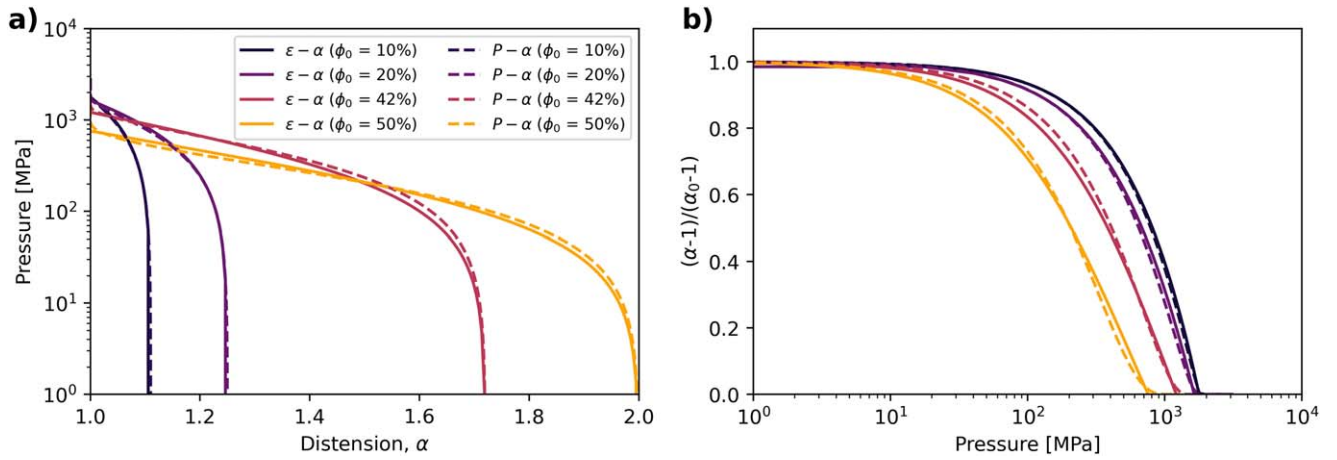 a)
Pressure [MPa]
10⁴
10³
10²
10¹
10⁰
ε − α (ϕ₀ = 10%)
ε − α (ϕ₀ = 20%)
ε − α (ϕ₀ = 42%)
ε − α (ϕ₀ = 50%)
P − α (ϕ₀ = 10%)
P − α (ϕ₀ = 20%)
P − α (ϕ₀ = 42%)
P − α (ϕ₀ = 50%)
1.0 1.2 1.4 1.6 1.8 2.0
Distension, α
b)
(α-1)/(α₀-1)
1.0
0.8
0.6
0.4
0.2
0.0
10⁰ 10¹ 10² 10³ 10⁴
Pressure [MPa]